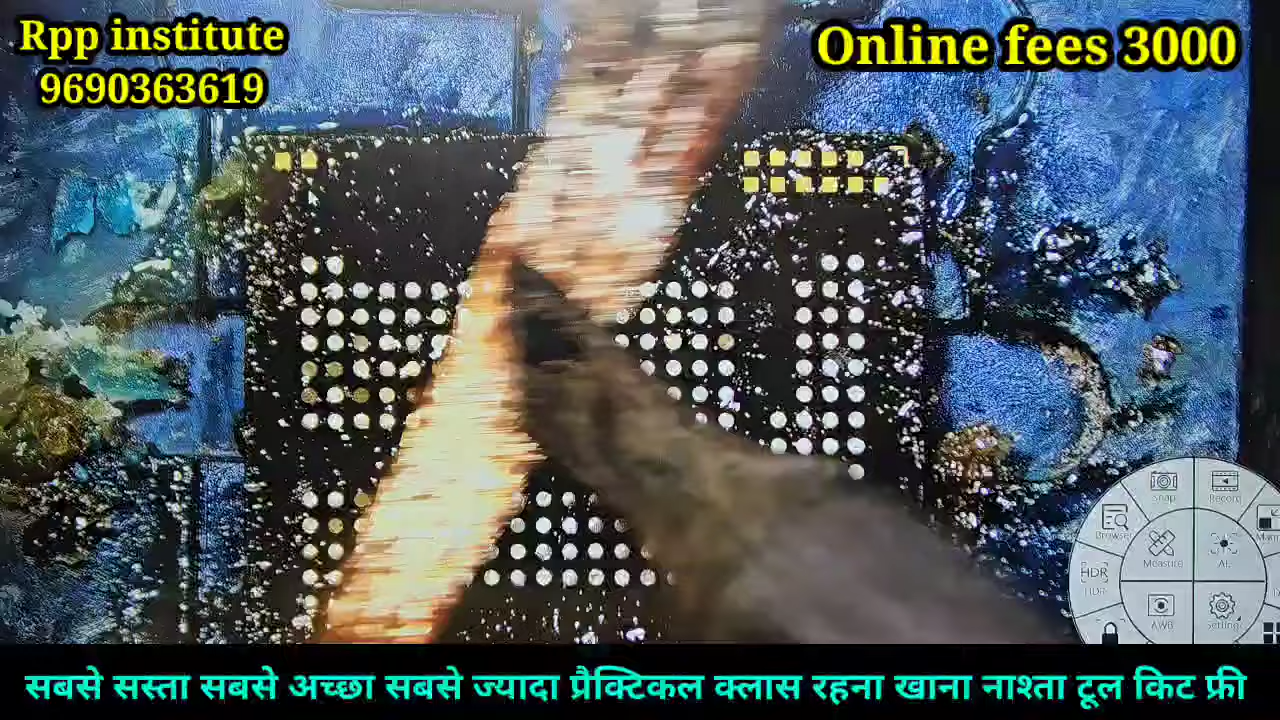 Rpp institute
9690363619
Online fees 3000
Snap
Record
Browser
Measure
HDR
HDR
AWB
Setting
सबसे सस्ता सबसे अच्छा सबसे ज्यादा प्रैक्टिकल क्लास रहना खाना नाश्ता टूल किट फ्री